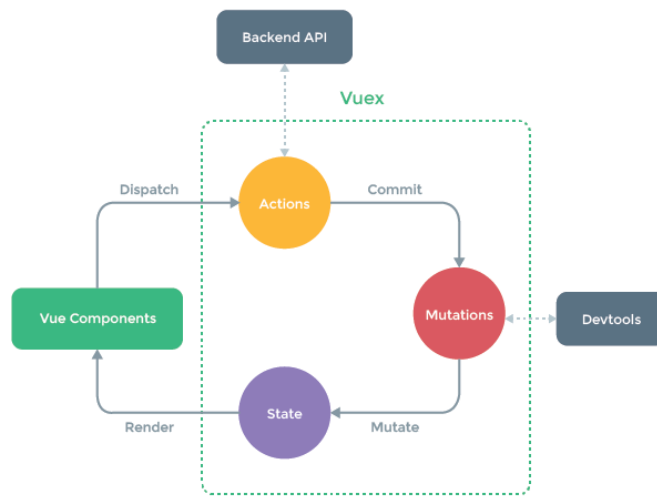 Backend API
Vuex
Dispatch
Commit
Actions
Vue Components
Mutations
Devtools
State
Render
Mutate